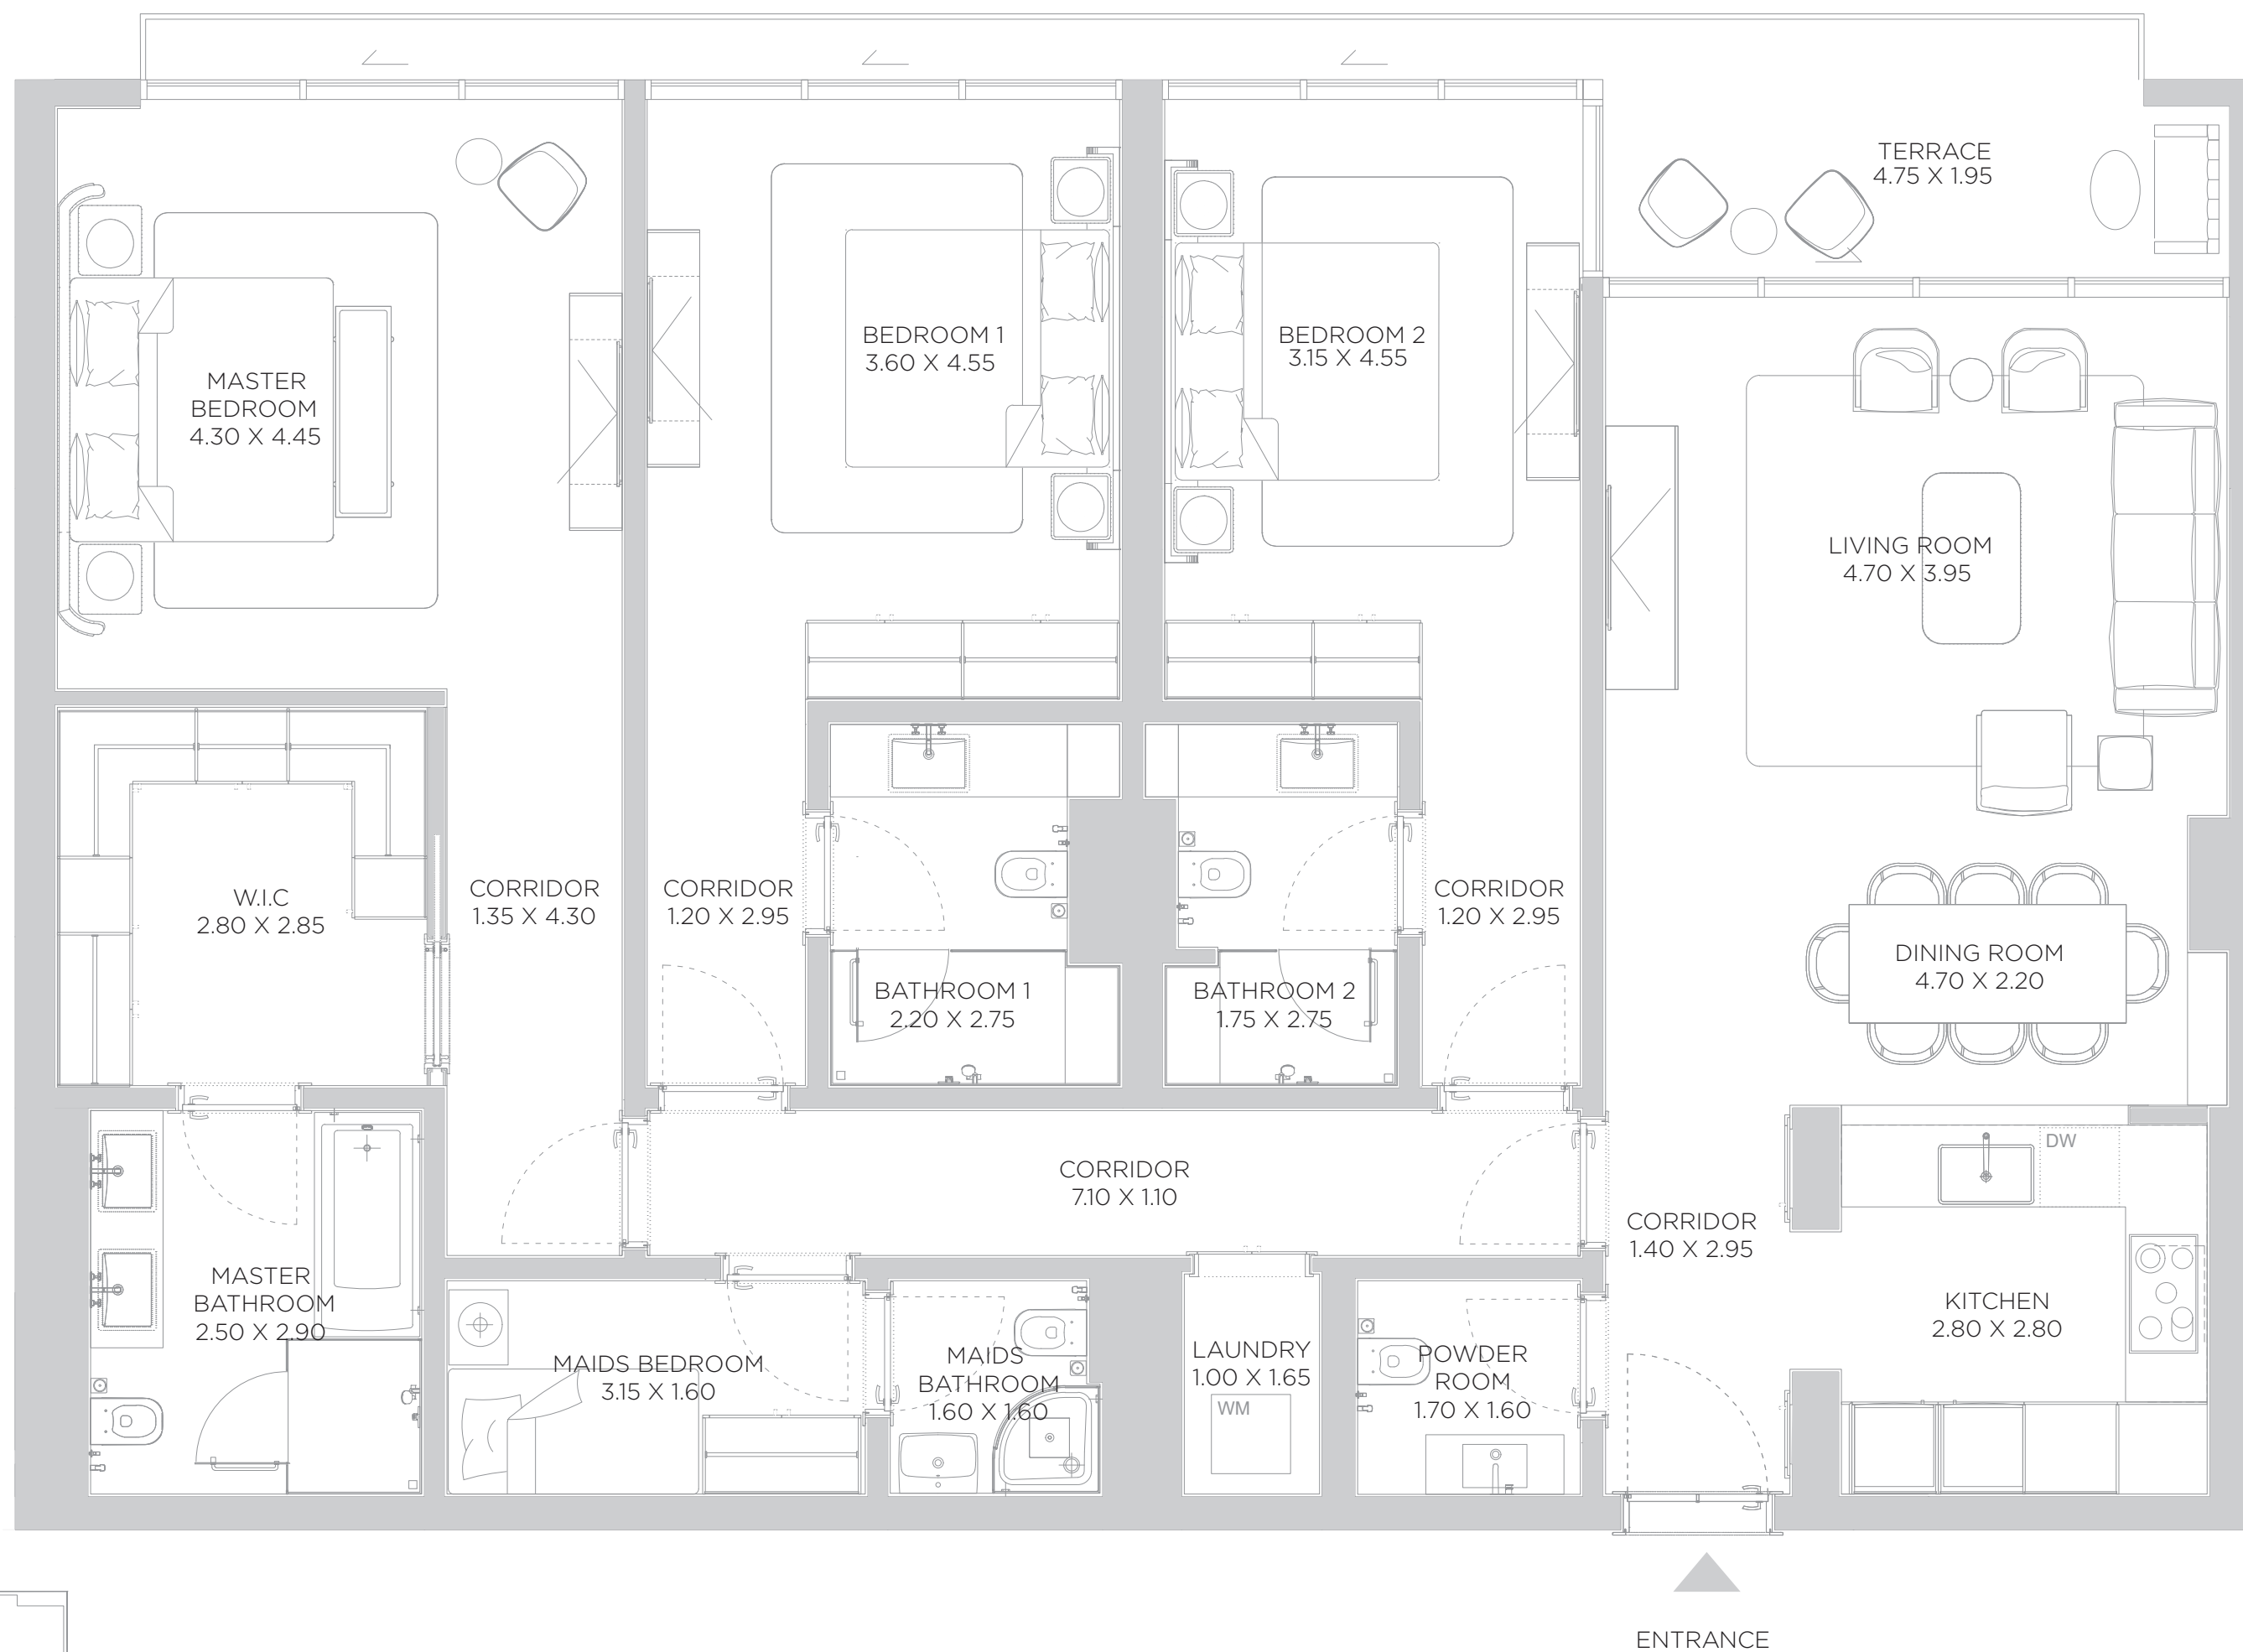 TERRACE
4.75 X 1.95
BEDROOM 1
3.60 X 4.55
BEDROOM 2
3.15 X 4.55
MASTER
BEDROOM
4.30 X 4.45
LIVING ROOM
4.70 X 3.95
W.I.C
2.80 X 2.85
CORRIDOR
1.35 X 4.30
CORRIDOR
1.20 X 2.95
CORRIDOR
1.20 X 2.95
DINING ROOM
4.70 X 2.20
BATHROOM 1
2.20 X 2.75
BATHROOM 2
1.75 X 2.75
DW
CORRIDOR
7.10 X 1.10
CORRIDOR
1.40 X 2.95
MASTER
BATHROOM
2.50 X 2.90
KITCHEN
2.80 X 2.80
MAIDS BEDROOM
3.15 X 1.60
MAIDS
BATHROOM
1.60 X 1.60
LAUNDRY
1.00 X 1.65
WM
POWDER
ROOM
1.70 X 1.60
ENTRANCE